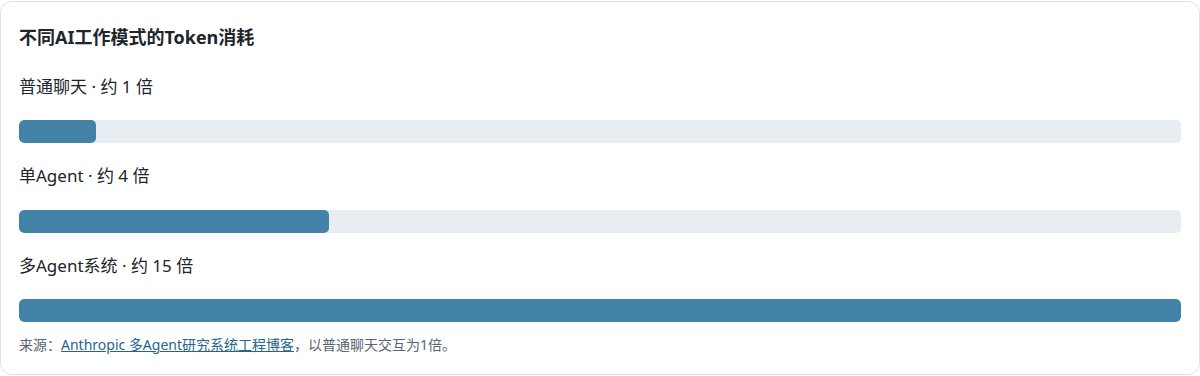 不同AI工作模式的Token消耗
普通聊天 · 约 1 倍
单Agent · 约 4 倍
多Agent系统 · 约 15 倍
来源：Anthropic 多Agent研究系统工程博客，以普通聊天交互为1倍。